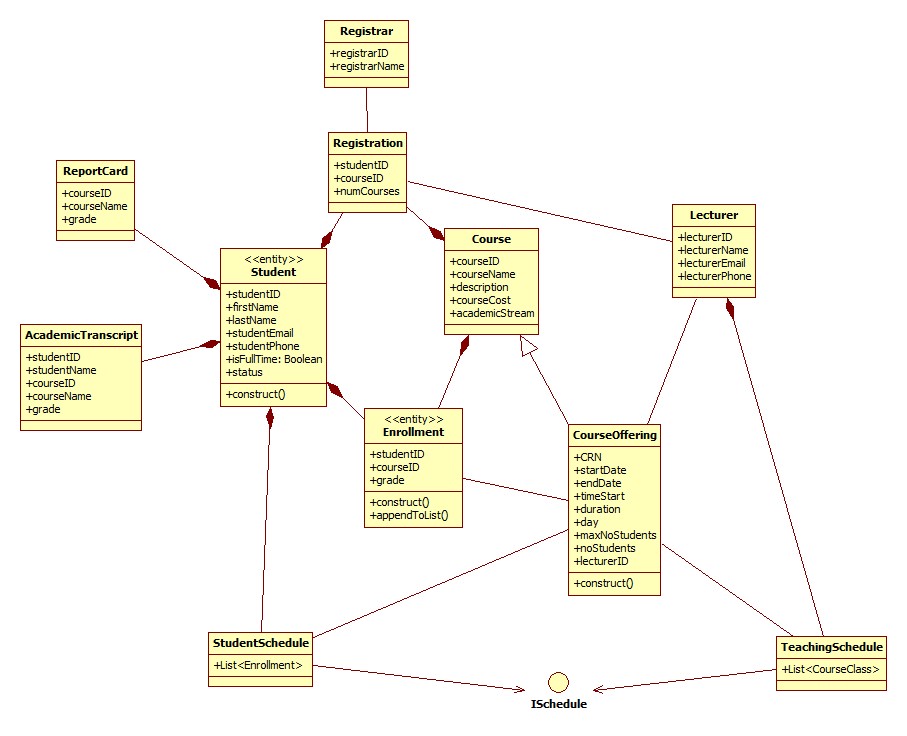 Registrar
+registrarID
+registrarName
Registration
+studentID
+courseID
+numCourses
ReportCard
+courseID
+courseName
+grade
Lecturer
+lecturerID
+lecturerName
+lecturerEmail
+lecturerPhone
Course
+courseID
+courseName
+description
+courseCost
+academicStream
<<entity>>
Student
+studentID
+firstName
+lastName
+studentEmail
+studentPhone
+isFullTime: Boolean
+status
+construct()
AcademicTranscript
+studentID
+studentName
+courseID
+courseName
+grade
<<entity>>
Enrollment
+studentID
+courseID
+grade
+construct()
+appendToList()
CourseOffering
+CRN
+startDate
+endDate
+timeStart
+duration
+day
+maxNoStudents
+noStudents
+lecturerID
+construct()
StudentSchedule
+List<Enrollment>
TeachingSchedule
+List<CourseClass>
ISchedule